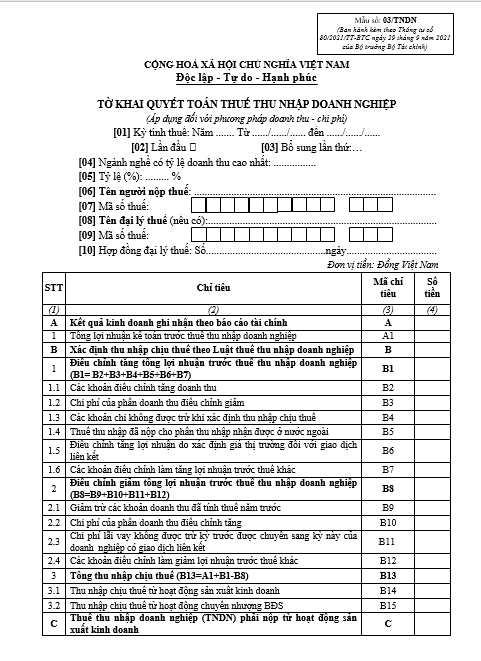 Mẫu số: 03/TNDN
(Ban hành kèm theo Thông tư số
80/2021/TT-BTC ngày 29 tháng 9 năm 2021
của Bộ trưởng Bộ Tài chính)
CỘNG HOÀ XÃ HỘI CHỦ NGHĨA VIỆT NAM
Độc lập - Tự do - Hạnh phúc
TỜ KHAI QUYẾT TOÁN THUẾ THU NHẬP DOANH NGHIỆP
(Áp dụng đối với phương pháp doanh thu - chi phí)
[01] Kỳ tính thuế: Năm ....... Từ ....../....../...... đến ....../....../......
[02] Lần đầu □ [03] Bổ sung lần thứ:…
[04] Ngành nghề có tỷ lệ doanh thu cao nhất: ................
[05] Tỷ lệ (%): ......... %
[06] Tên người nộp thuế: ................................................................
[07] Mã số thuế:
[08] Tên đại lý thuế (nếu có):................................................................
[09] Mã số thuế:
[10] Hợp đồng đại lý thuế: Số................................ngày................................
Đơn vị tiền: Đồng Việt Nam
STT Chỉ tiêu Mã chỉ tiêu Số tiền
(1) (2) (3) (4)
A Kết quả kinh doanh ghi nhận theo báo cáo tài chính A
1 Tổng lợi nhuận kế toán trước thuế thu nhập doanh nghiệp A1
B Xác định thu nhập chịu thuế theo Luật thuế thu nhập doanh nghiệp B
1 Điều chỉnh tăng tổng lợi nhuận trước thuế thu nhập doanh nghiệp B1
(B1= B2+B3+B4+B5+B6+B7)
1.1 Các khoản điều chỉnh tăng doanh thu B2
1.2 Chi phí của phần doanh thu điều chỉnh giảm B3
1.3 Các khoản chi không được trừ khi xác định thu nhập chịu thuế B4
1.4 Thuế thu nhập đã nộp cho phần thu nhập nhận được ở nước ngoài B5
1.5 Điều chỉnh tăng lợi nhuận do xác định giá thị trường đối với giao dịch B6
liên kết
1.6 Các khoản điều chỉnh làm tăng lợi nhuận trước thuế khác B7
2 Điều chỉnh giảm tổng lợi nhuận trước thuế thu nhập doanh nghiệp B8
(B8=B9+B10+B11+B12)
2.1 Giảm trừ các khoản doanh thu đã tính thuế năm trước B9
2.2 Chi phí của phần doanh thu điều chỉnh tăng B10
2.3 Chi phí lãi vay không được trừ kỳ trước được chuyển sang kỳ này của B11
doanh nghiệp có giao dịch liên kết
2.4 Các khoản điều chỉnh làm giảm lợi nhuận trước thuế khác B12
3 Tổng thu nhập chịu thuế (B13=A1+B1-B8) B13
3.1 Thu nhập chịu thuế từ hoạt động sản xuất kinh doanh B14
3.2 Thu nhập chịu thuế từ hoạt động chuyển nhượng BĐS B15
C Thuế thu nhập doanh nghiệp (TNDN) phải nộp từ hoạt động sản C
xuất kinh doanh